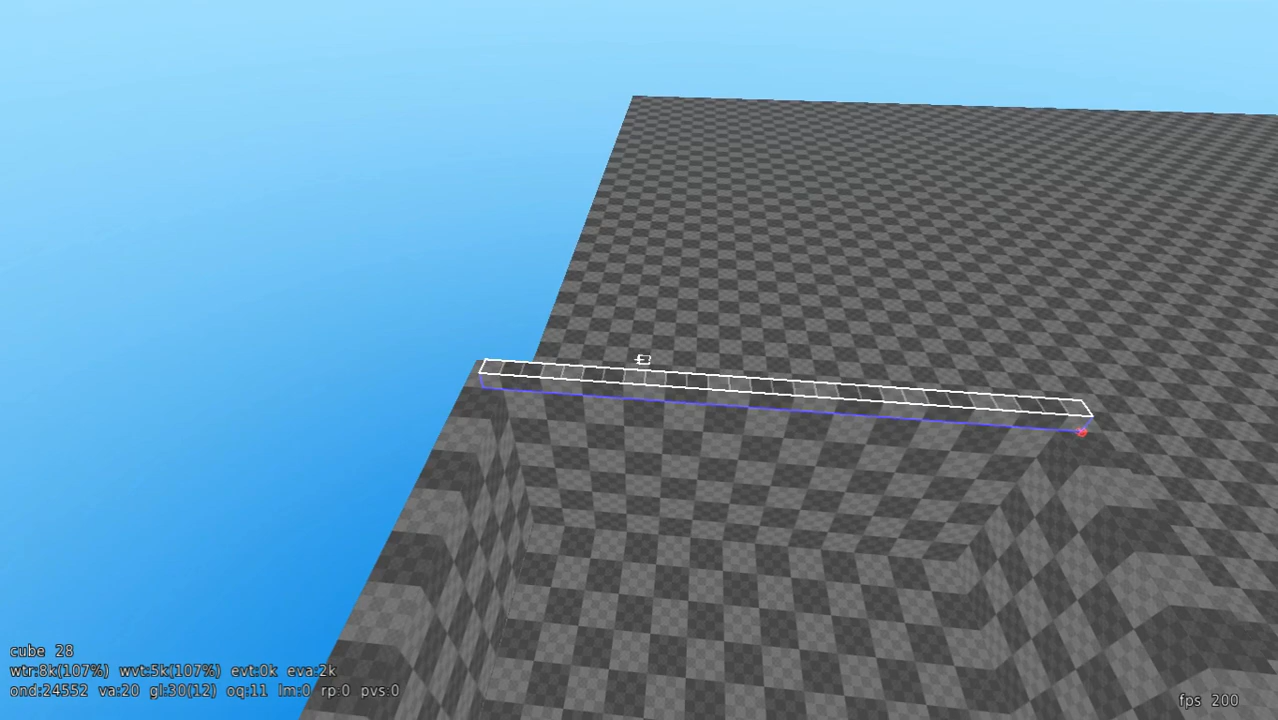 cube 28
wtr:8k(107%) wvt:5k(107%) evt:0k eva:2k
ond:24552 va:20 gl:30(12) oq:11 lm:0 rp:0 pvs:0
fps 200